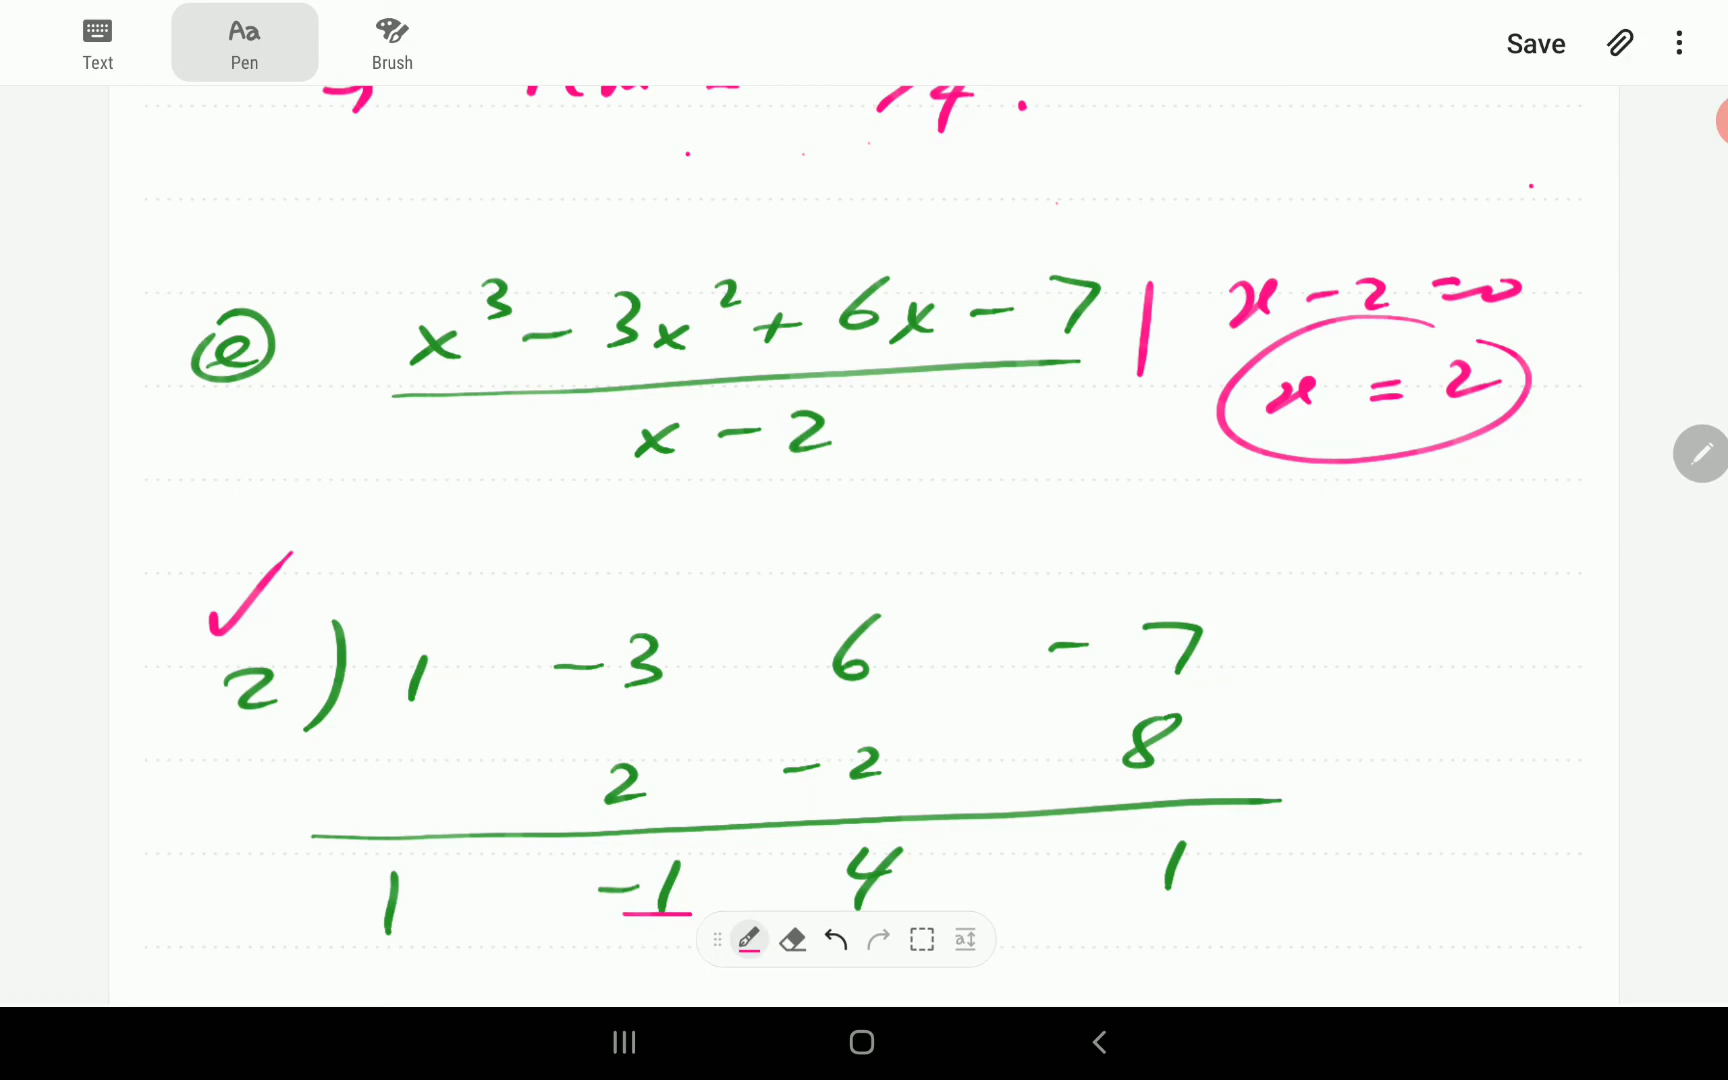 Text Pen Brush Save
ⓔ x³ - 3x² + 6x - 7 | x - 2 = 0
x - 2 x = 2
2 ) 1 -3 6 -7
2 -2 8
1 -1 4 1